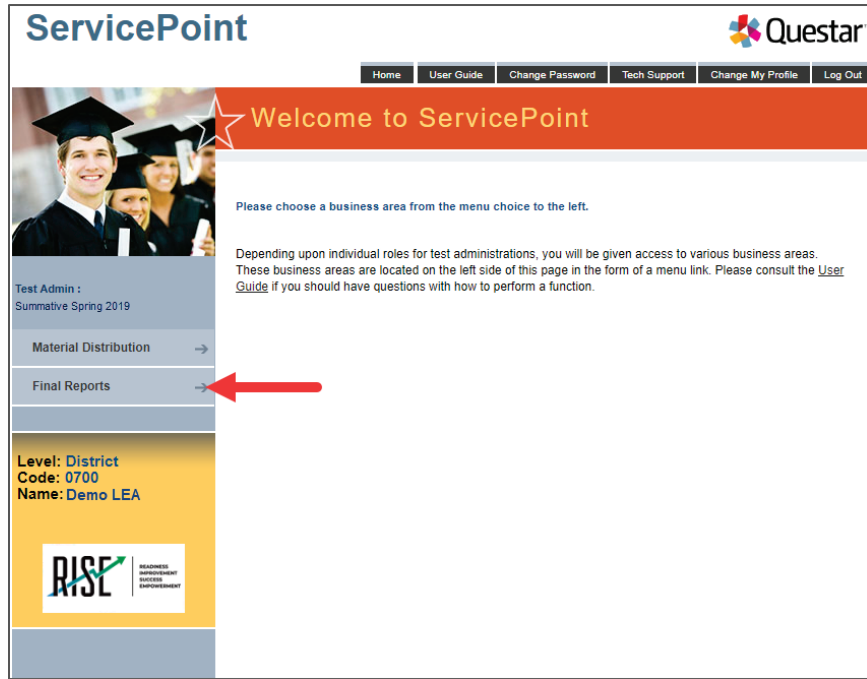 ServicePoint
Questar
Home User Guide Change Password Tech Support Change My Profile Log Out
Welcome to ServicePoint
Please choose a business area from the menu choice to the left.
Depending upon individual roles for test administrations, you will be given access to various business areas.
These business areas are located on the left side of this page in the form of a menu link. Please consult the User
Guide if you should have questions with how to perform a function.
Test Admin :
Summative Spring 2019
Material Distribution
Final Reports
Level: District
Code: 0700
Name: Demo LEA
RISE
READINESS
IMPROVEMENT
SUCCESS
EMPOWERMENT